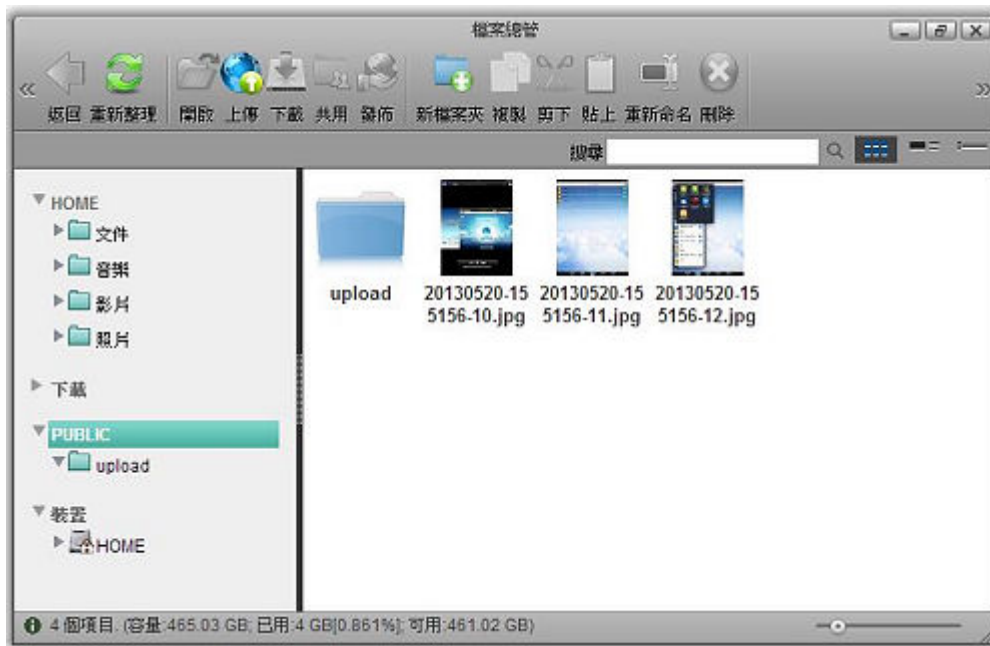 檔案總管
« 返回 重新整理 開啟 上傳 下載 共用 發佈 新檔案夾 複製 剪下 貼上 重新命名 刪除 »
搜尋
HOME
文件
音樂
影片
照片
下載
PUBLIC
upload
裝置
HOME
upload
20130520-15
5156-10.jpg
20130520-15
5156-11.jpg
20130520-15
5156-12.jpg
4 個項目. (容量:465.03 GB; 已用:4 GB[0.861%]; 可用:461.02 GB)